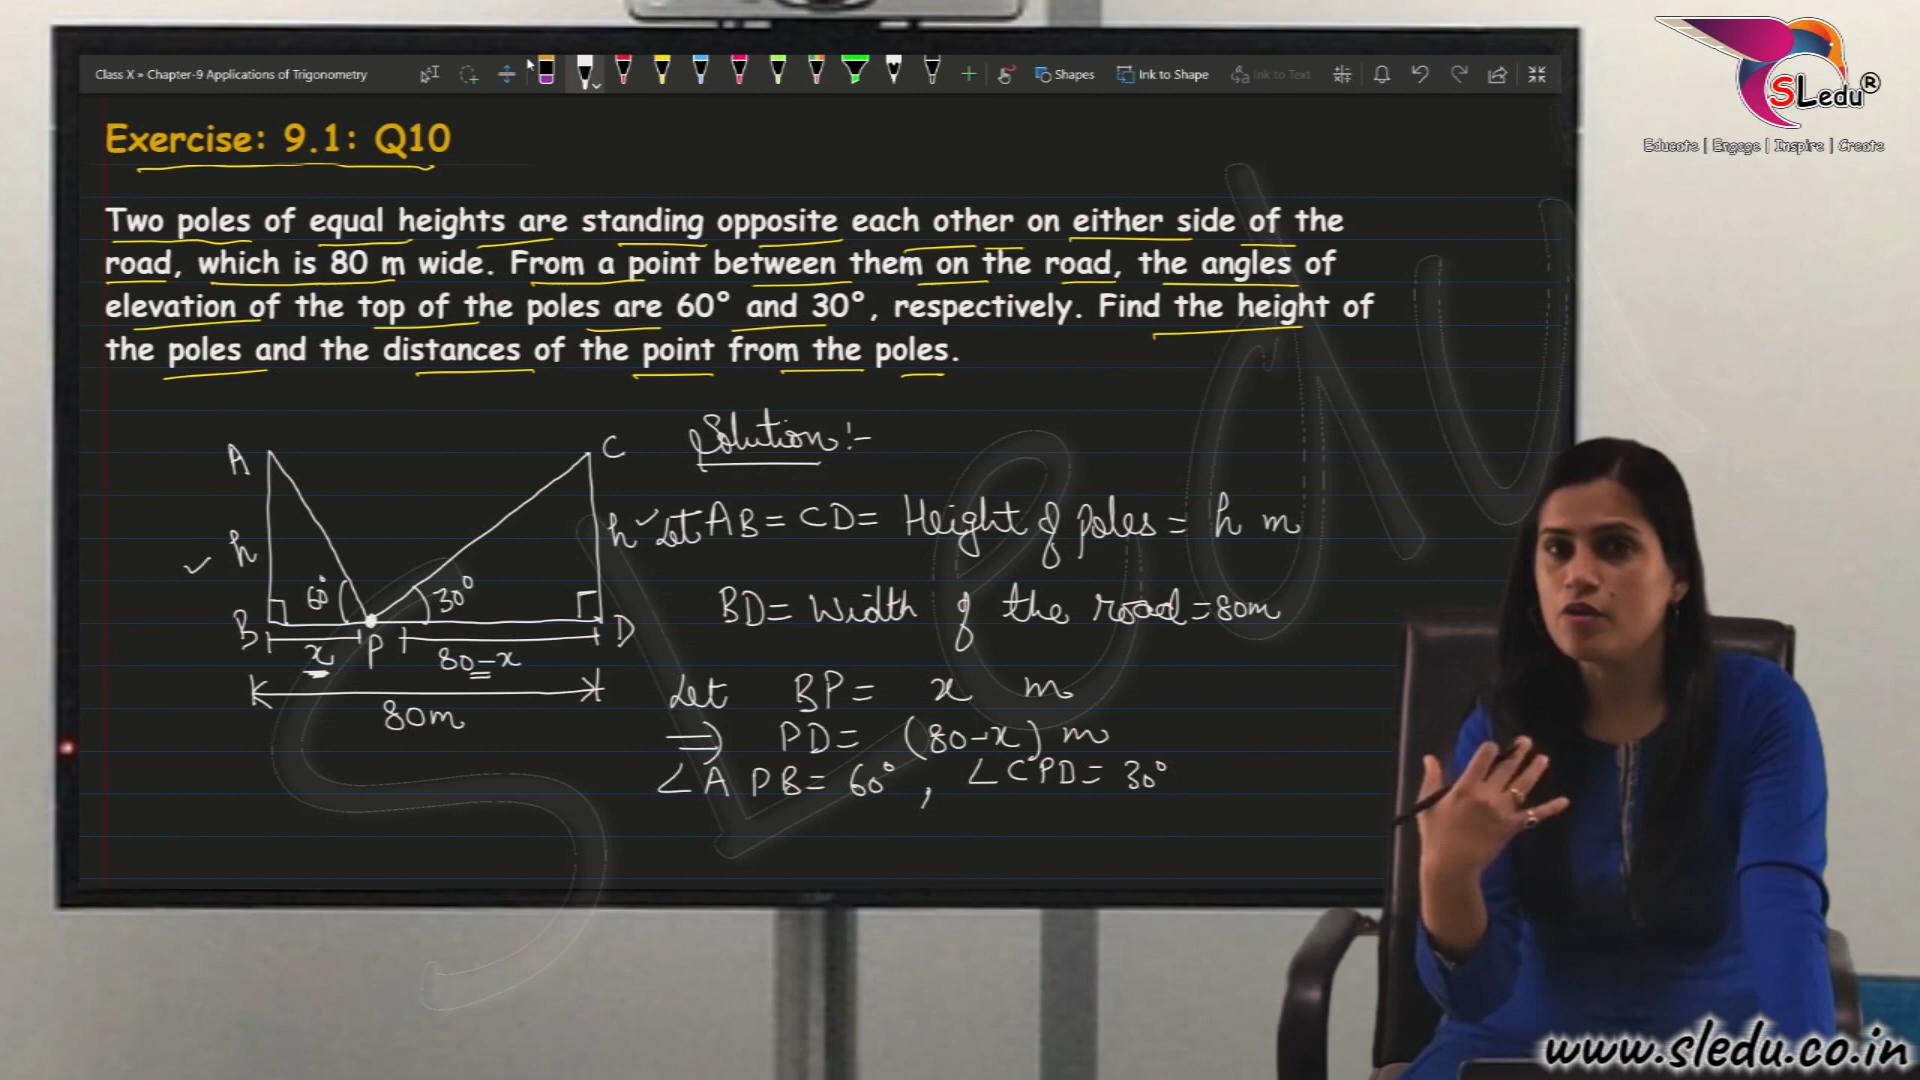 Class X » Chapter-9 Applications of Trigonometry
Shapes
Ink to Shape
Ink to Text
SLedu®
Educate | Engage | Inspire | Create
Exercise: 9.1: Q10
Two poles of equal heights are standing opposite each other on either side of the
road, which is 80 m wide. From a point between them on the road, the angles of
elevation of the top of the poles are 60° and 30°, respectively. Find the height of
the poles and the distances of the point from the poles.
A
C
h
h
60°
30°
B
P
D
x
80-x
80m
Solution:-
Let AB = CD = Height of poles = h m
BD = Width of the road = 80m
Let BP = x m
⇒ PD = (80-x) m
∠APB = 60°, ∠CPD = 30°
SLedu
www.sledu.co.in